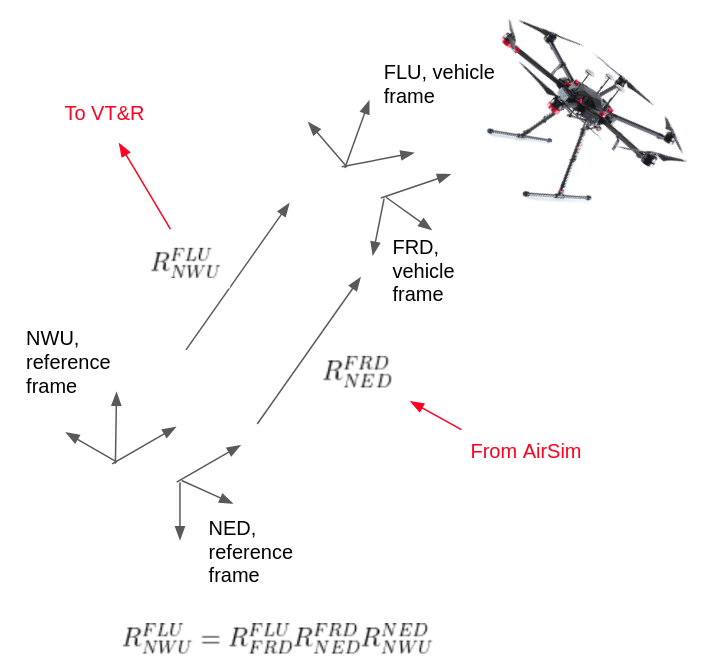 FLU, vehicle
frame
To VT&R
FRD,
vehicle
frame
R_{NWU}^{FLU}
NWU,
reference
frame
R_{NED}^{FRD}
From AirSim
NED,
reference
frame
R_{NWU}^{FLU} = R_{FRD}^{FLU} R_{NED}^{FRD} R_{NWU}^{NED}